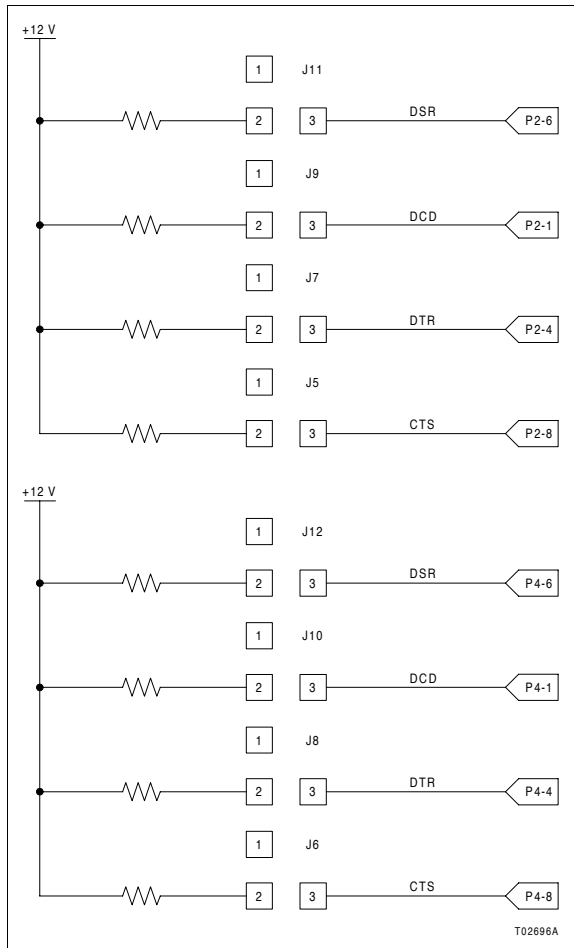 +12 V
1 J11
DSR
2 3 P2-6
1 J9
DCD
2 3 P2-1
1 J7
DTR
2 3 P2-4
1 J5
CTS
2 3 P2-8
+12 V
1 J12
DSR
2 3 P4-6
1 J10
DCD
2 3 P4-1
1 J8
DTR
2 3 P4-4
1 J6
CTS
2 3 P4-8
T02696A